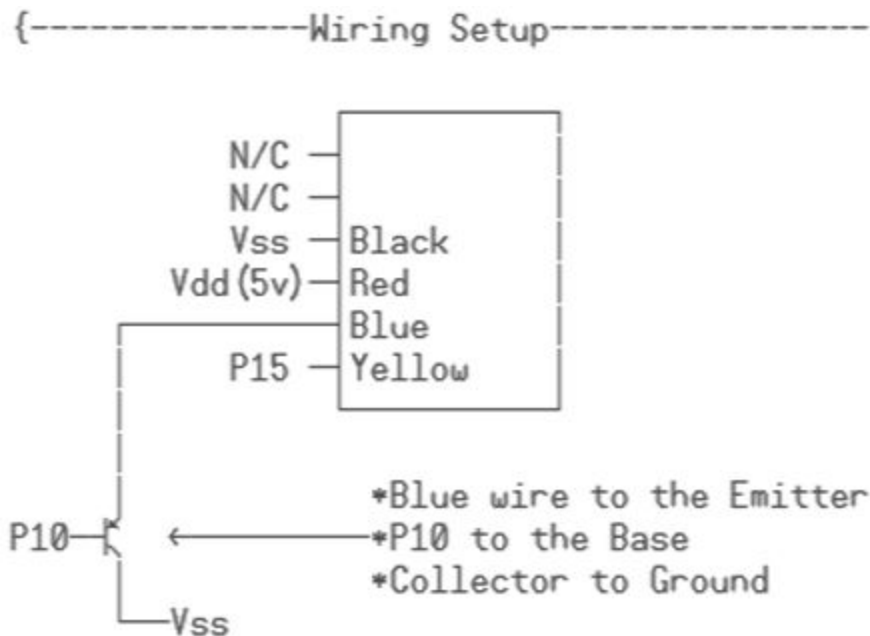 {--------------Wiring Setup----------------
N/C
N/C
Vss Black
Vdd(5v) Red
Blue
P15 Yellow
*Blue wire to the Emitter
P10 *P10 to the Base
*Collector to Ground
Vss